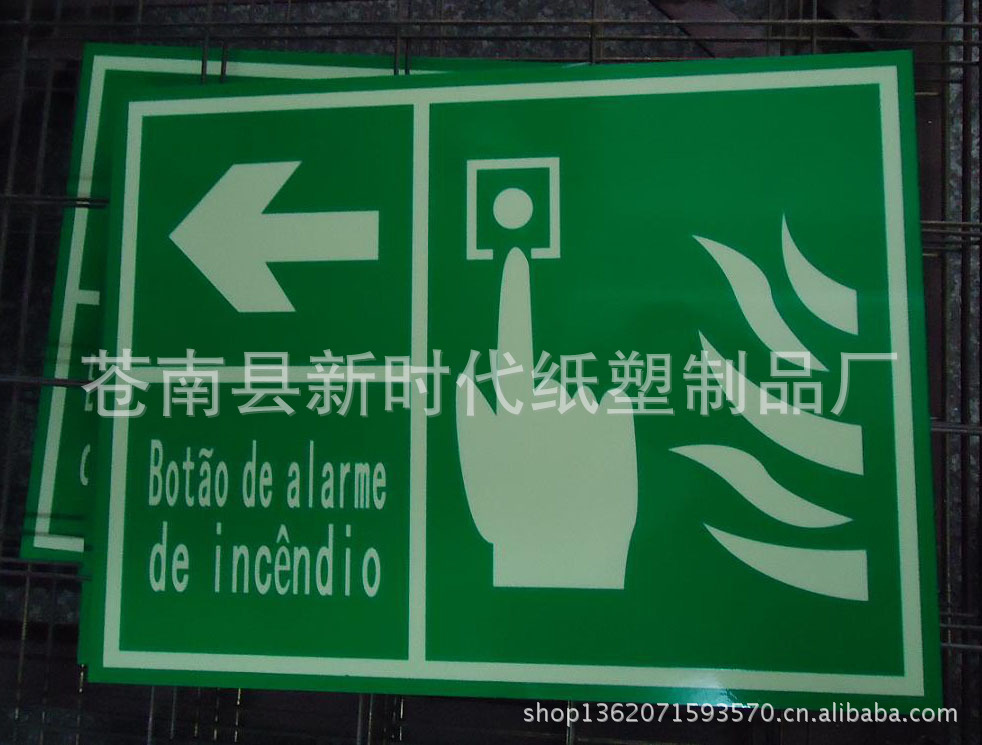 苍南县新时代纸塑制品厂
Botão de alarme
de incêndio
shop1362071593570.cn.alibaba.com